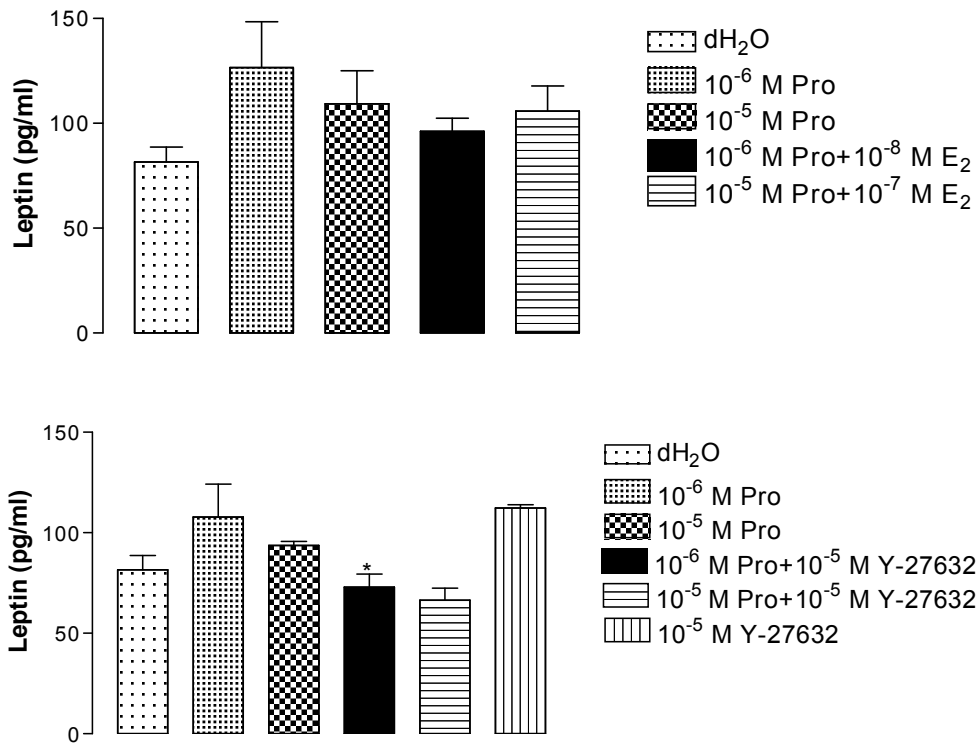 150
100
50
0
Leptin (pg/ml)
dH₂O
10⁻⁶ M Pro
10⁻⁵ M Pro
10⁻⁶ M Pro+10⁻⁸ M E₂
10⁻⁵ M Pro+10⁻⁷ M E₂
150
100
50
0
Leptin (pg/ml)
*
dH₂O
10⁻⁶ M Pro
10⁻⁵ M Pro
10⁻⁶ M Pro+10⁻⁵ M Y-27632
10⁻⁵ M Pro+10⁻⁵ M Y-27632
10⁻⁵ M Y-27632